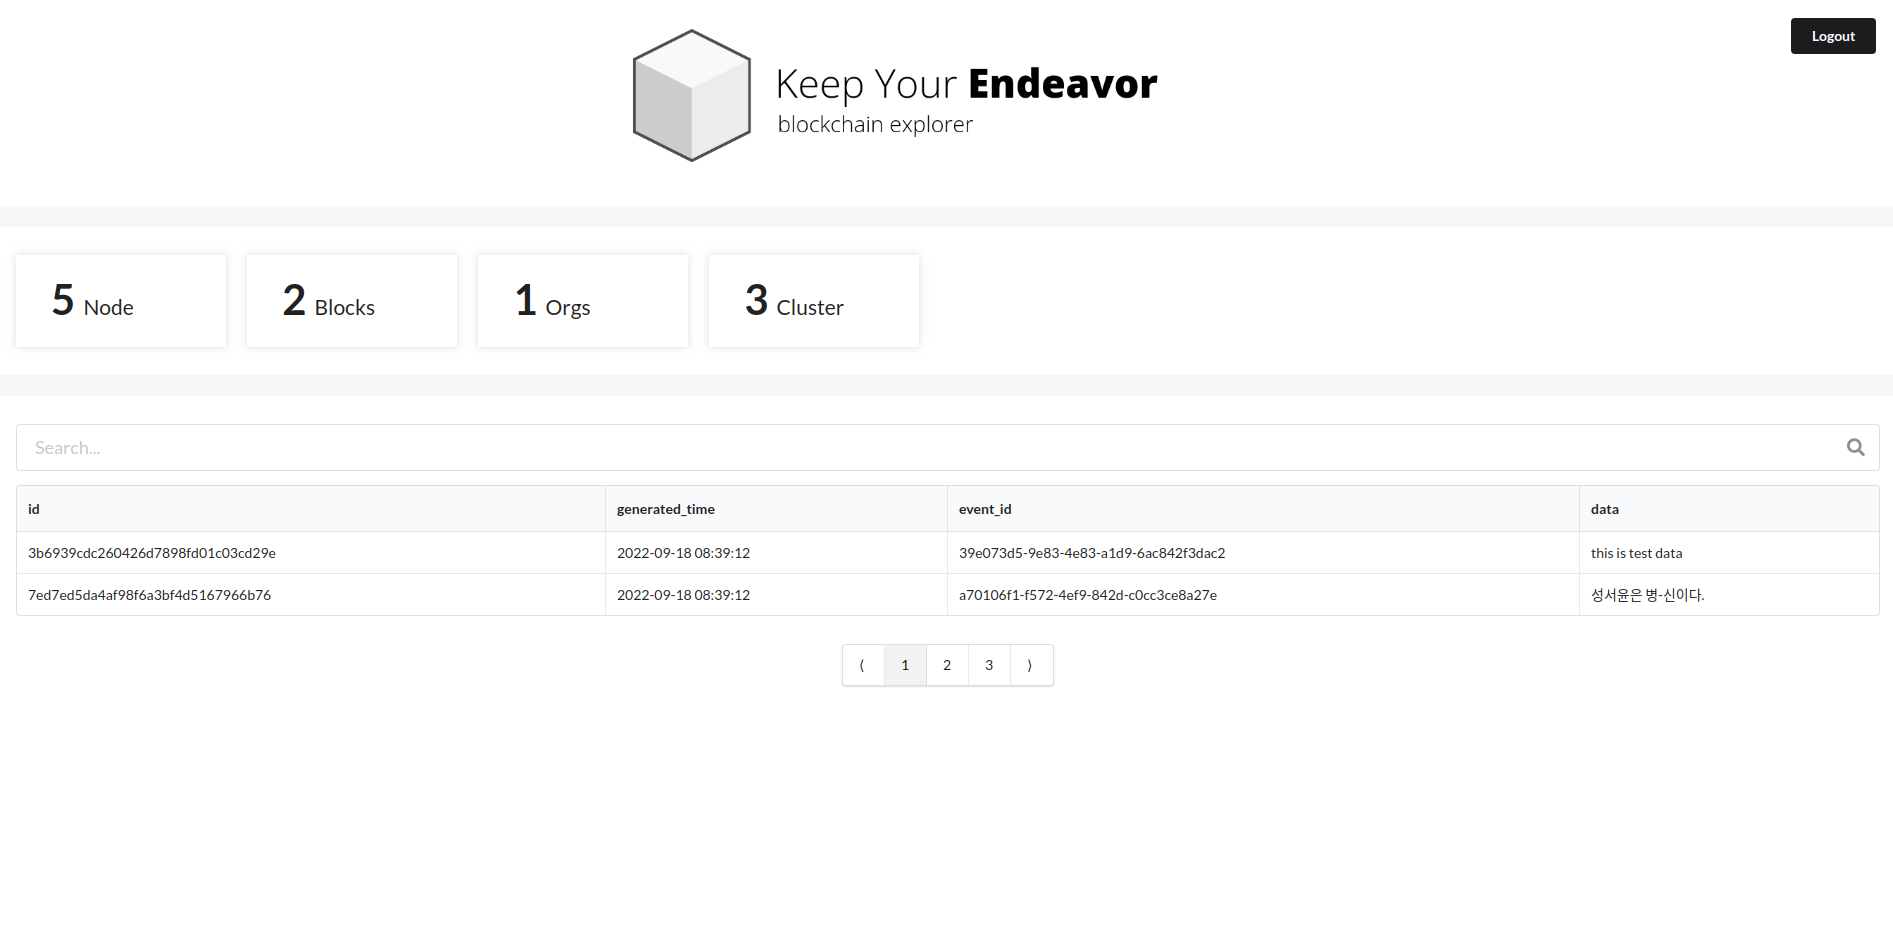 Logout
Keep Your Endeavor
blockchain explorer
5 Node
2 Blocks
1 Orgs
3 Cluster
Search...
id generated_time event_id data
3b6939cdc260426d7898fd01c03cd29e 2022-09-18 08:39:12 39e073d5-9e83-4e83-a1d9-6ac842f3dac2 this is test data
7ed7ed5da4af98f6a3bf4d5167966b76 2022-09-18 08:39:12 a70106f1-f572-4ef9-842d-c0cc3ce8a27e 성서윤은 병-신이다.
⟨ 1 2 3 ⟩